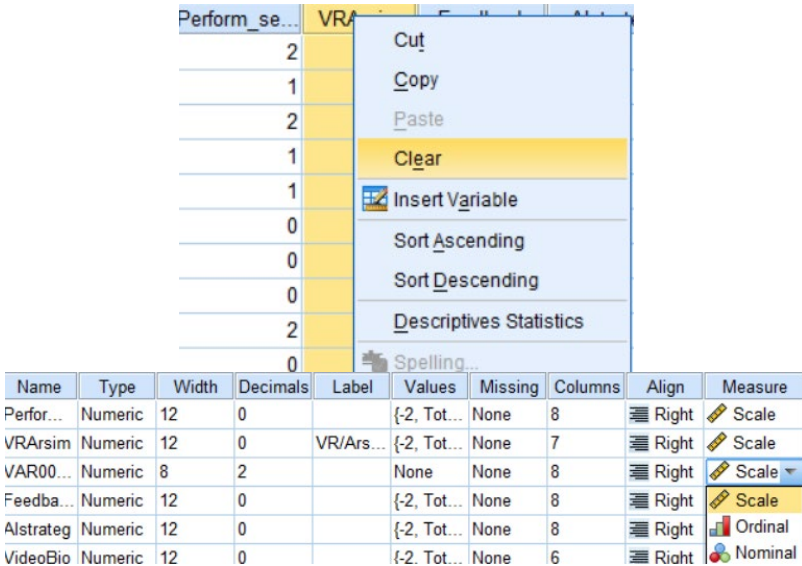 Perform_se... VRA
2 Cut
1 Copy
2 Paste
1 Clear
1 Insert Variable
0 Sort Ascending
0 Sort Descending
0 Descriptives Statistics
2
0 Spelling...
Name Type Width Decimals Label Values Missing Columns Align Measure
Perfor... Numeric 12 0 {-2, Tot... None 8 Right Scale
VRArsim Numeric 12 0 VR/Ars... {-2, Tot... None 7 Right Scale
VAR00... Numeric 8 2 None None 8 Right Scale
Feedba... Numeric 12 0 {-2, Tot... None 8 Right Scale
AIstrateg Numeric 12 0 {-2, Tot... None 8 Right Ordinal
VideoBio Numeric 12 0 {-2, Tot... None 6 Right Nominal